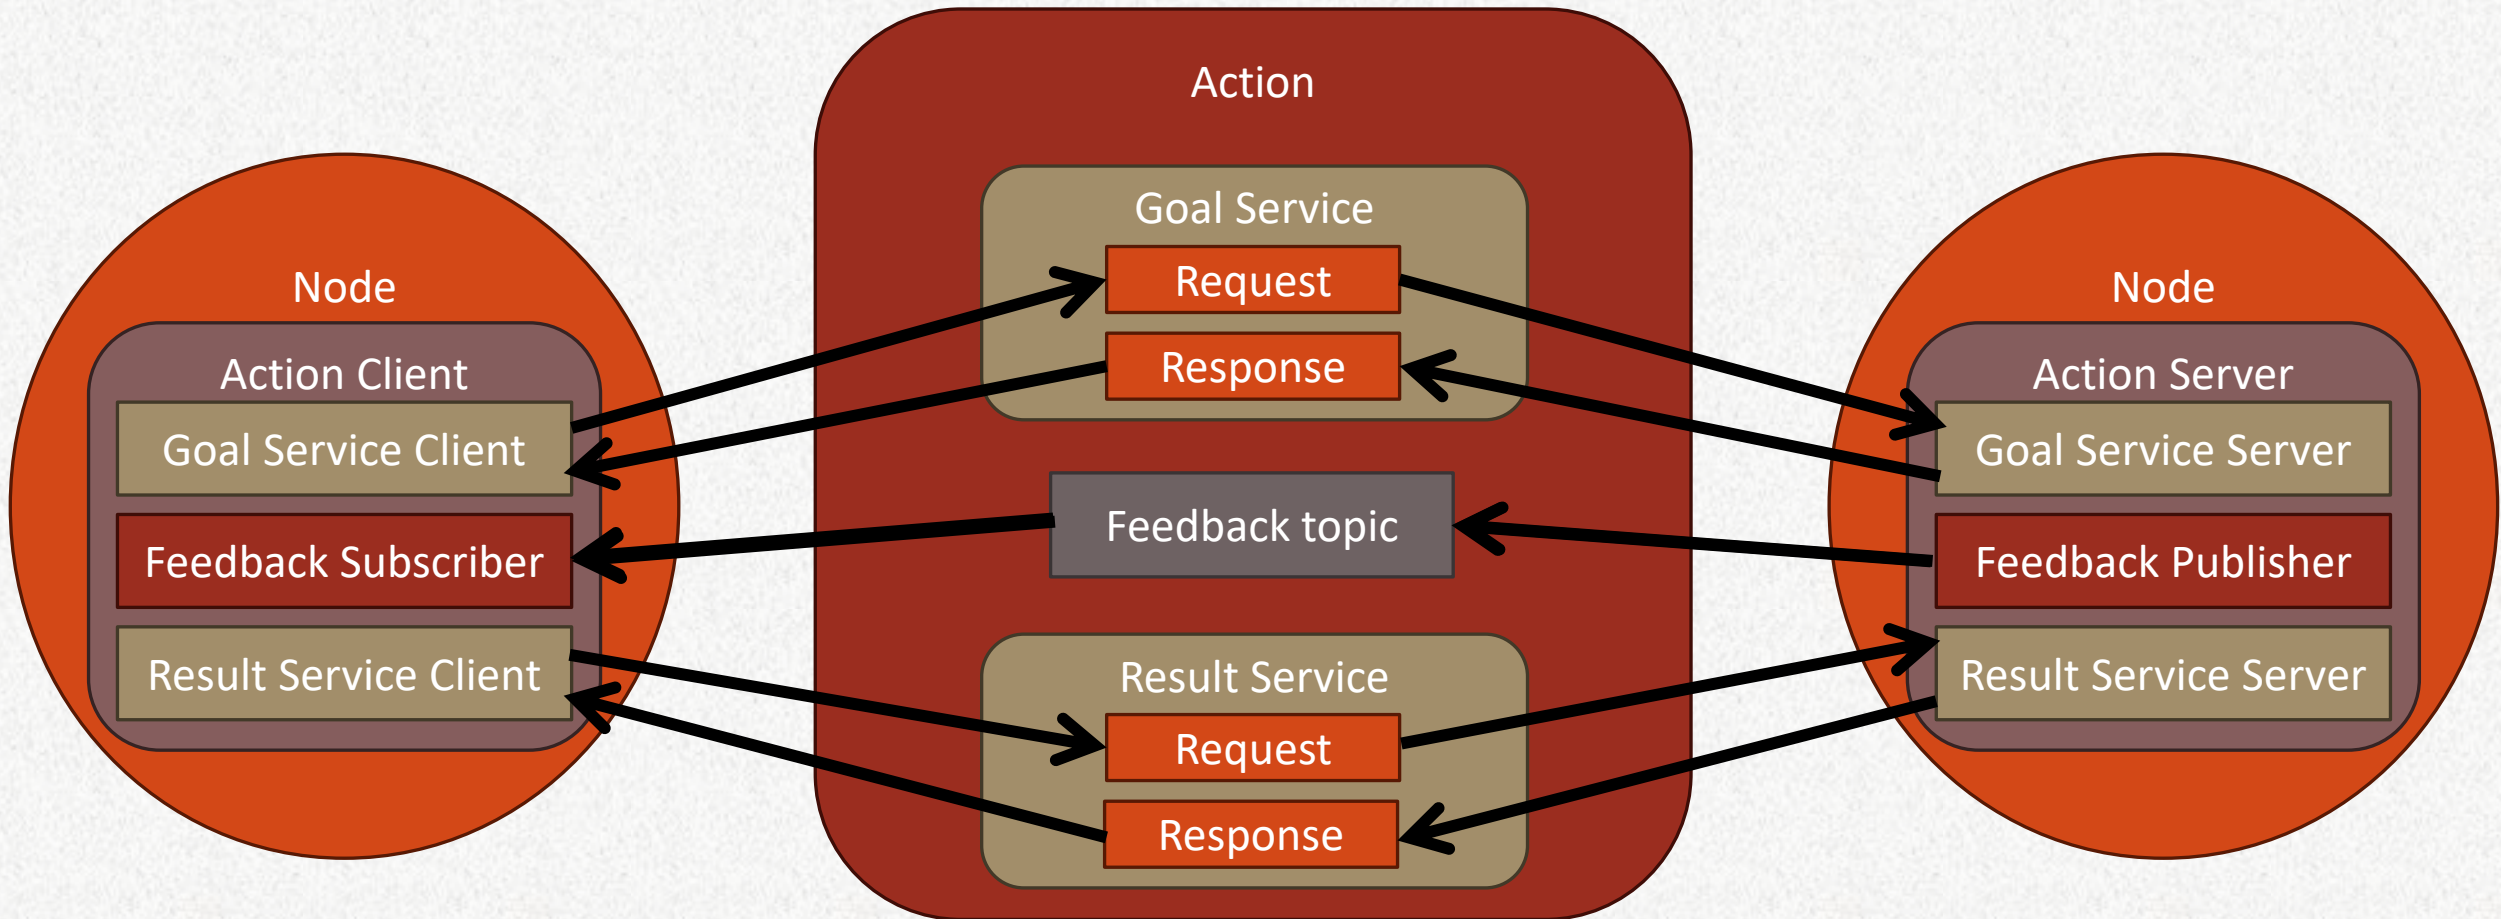 Action
Goal Service
Request
Response
Feedback topic
Result Service
Request
Response
Node
Action Client
Goal Service Client
Feedback Subscriber
Result Service Client
Node
Action Server
Goal Service Server
Feedback Publisher
Result Service Server